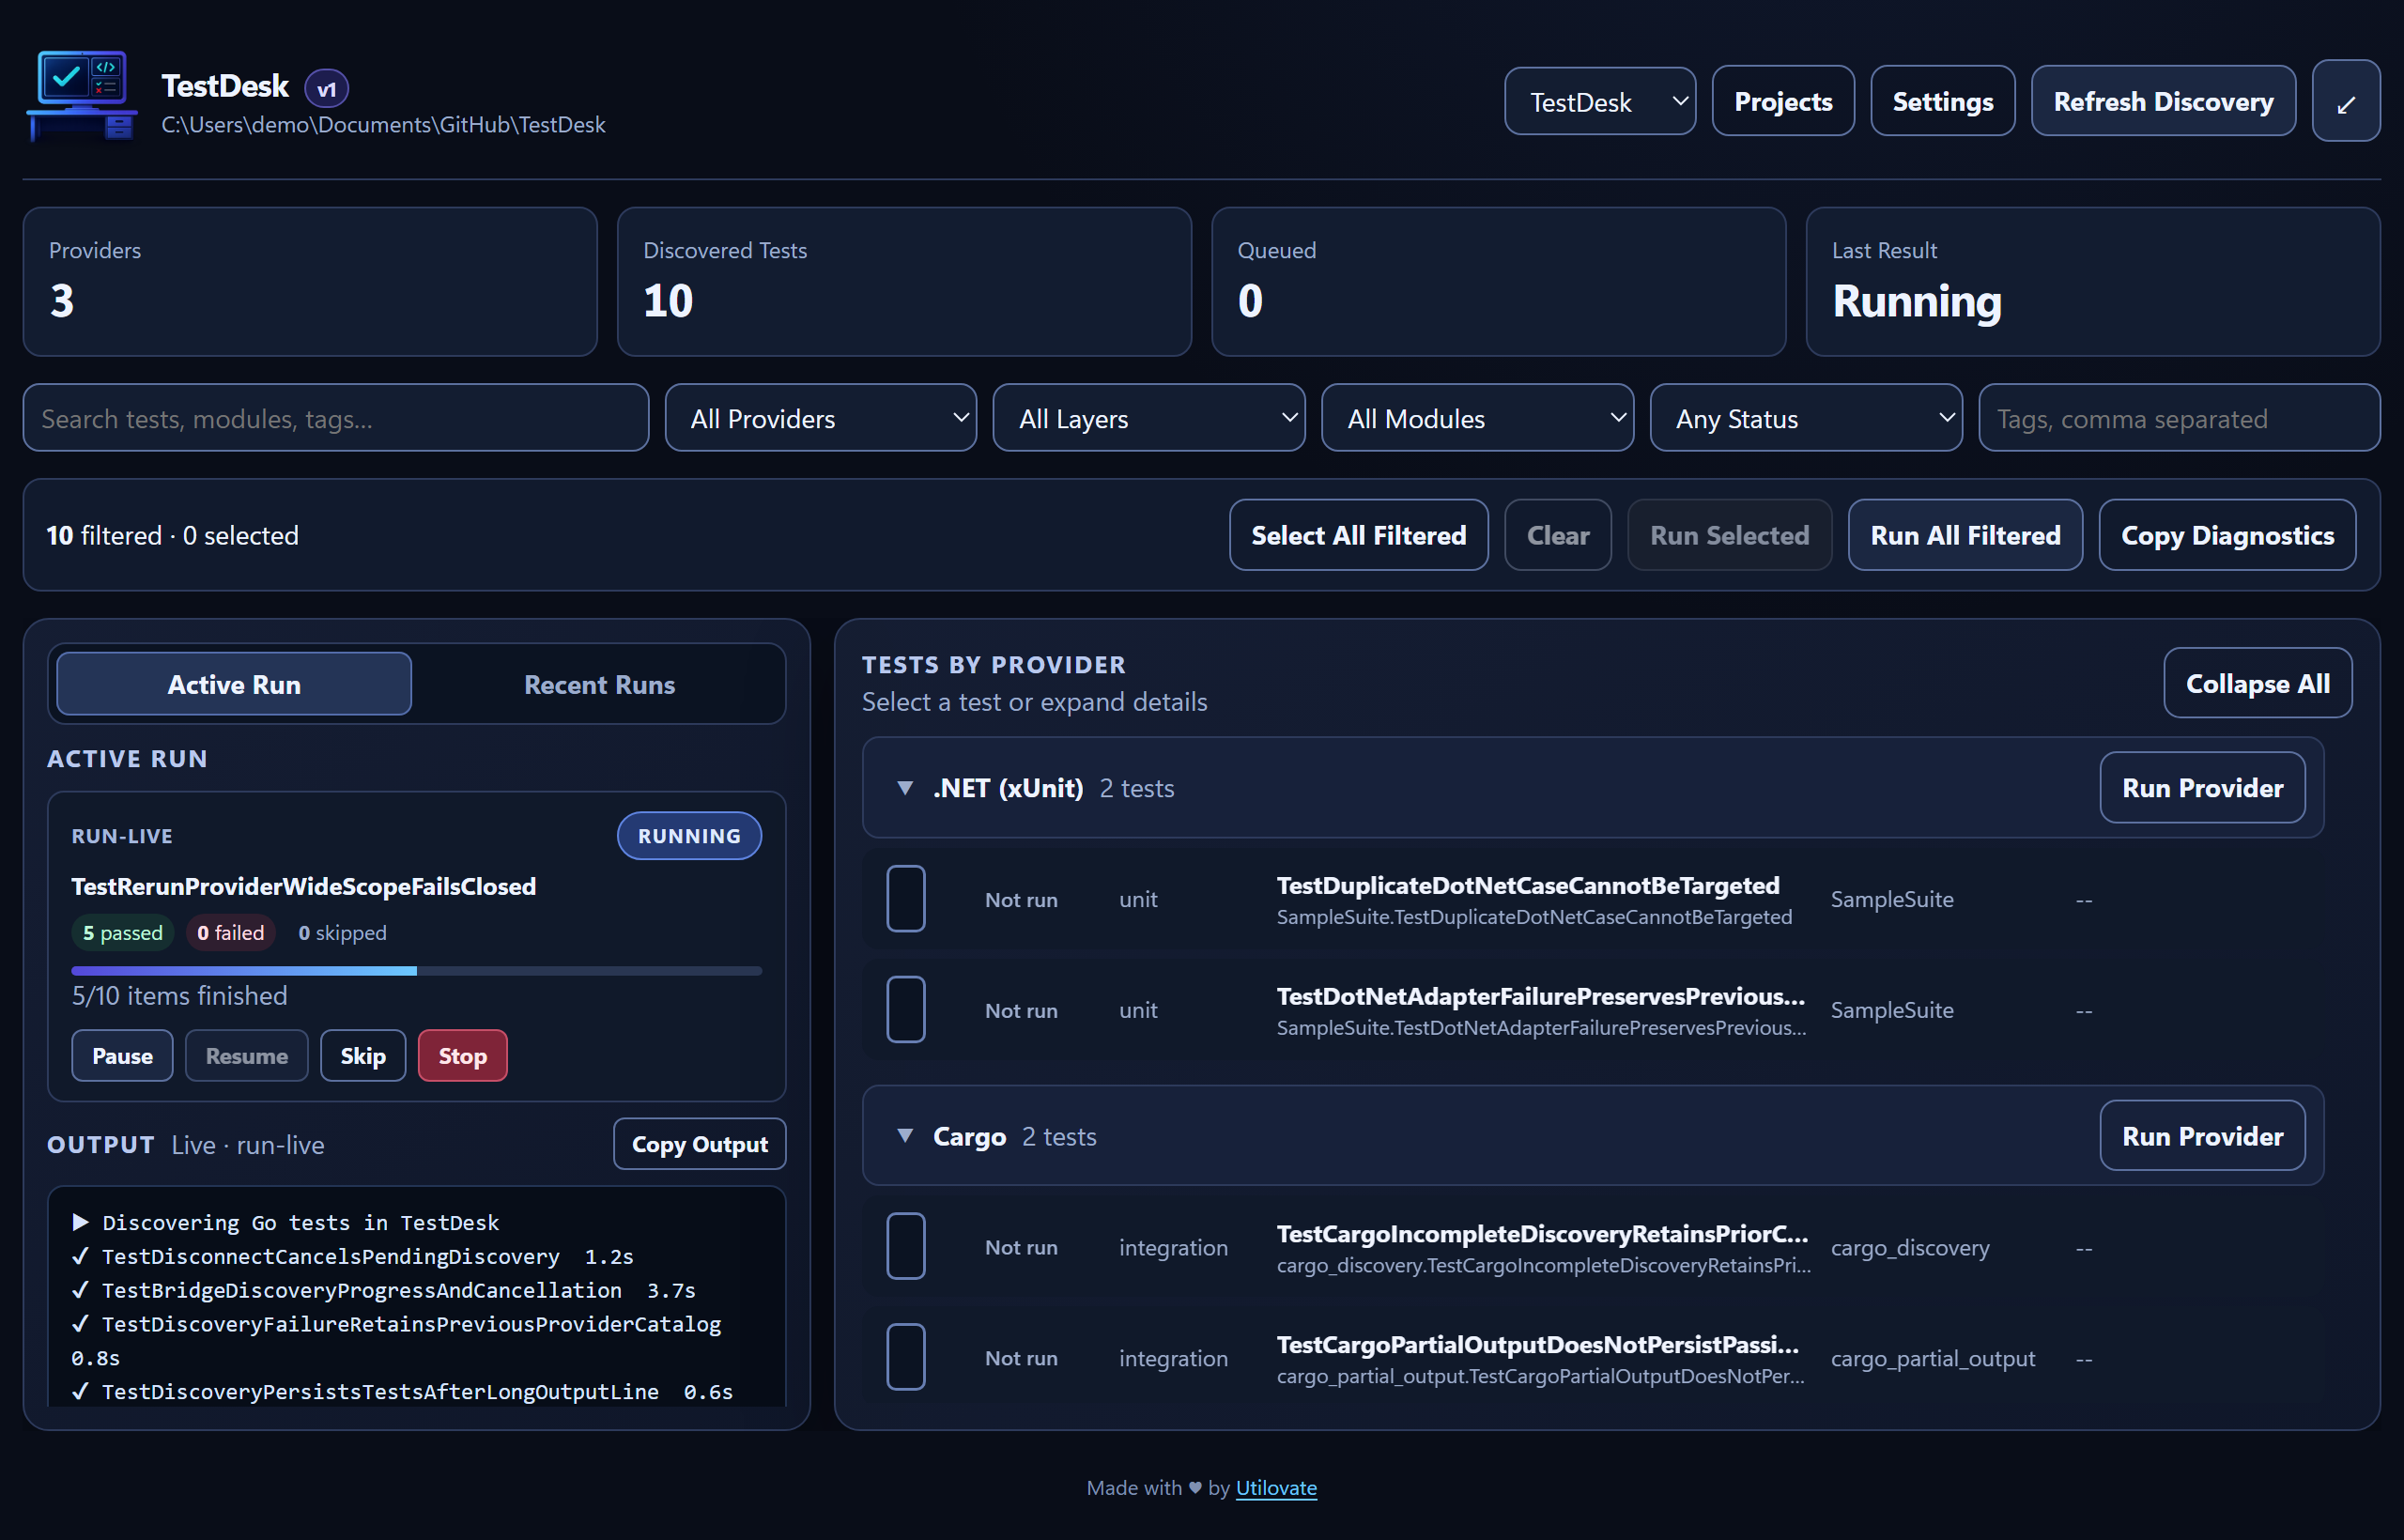 TestDesk v1
C:\Users\demo\Documents\GitHub\TestDesk
TestDesk
Projects
Settings
Refresh Discovery
Providers
3
Discovered Tests
10
Queued
0
Last Result
Running
Search tests, modules, tags...
All Providers
All Layers
All Modules
Any Status
Tags, comma separated
10 filtered · 0 selected
Select All Filtered
Clear
Run Selected
Run All Filtered
Copy Diagnostics
Active Run
Recent Runs
ACTIVE RUN
RUN-LIVE
RUNNING
TestRerunProviderWideScopeFailsClosed
5 passed
0 failed
0 skipped
5/10 items finished
Pause
Resume
Skip
Stop
OUTPUT Live · run-live
Copy Output
▶ Discovering Go tests in TestDesk
✓ TestDisconnectCancelsPendingDiscovery 1.2s
✓ TestBridgeDiscoveryProgressAndCancellation 3.7s
✓ TestDiscoveryFailureRetainsPreviousProviderCatalog
0.8s
✓ TestDiscoveryPersistsTestsAfterLongOutputLine 0.6s
TESTS BY PROVIDER
Select a test or expand details
Collapse All
▼ .NET (xUnit) 2 tests
Run Provider
Not run
unit
TestDuplicateDotNetCaseCannotBeTargeted
SampleSuite.TestDuplicateDotNetCaseCannotBeTargeted
SampleSuite
--
Not run
unit
TestDotNetAdapterFailurePreservesPrevious...
SampleSuite.TestDotNetAdapterFailurePreservesPrevious...
SampleSuite
--
▼ Cargo 2 tests
Run Provider
Not run
integration
TestCargoIncompleteDiscoveryRetainsPriorC...
cargo_discovery.TestCargoIncompleteDiscoveryRetainsPri...
cargo_discovery
--
Not run
integration
TestCargoPartialOutputDoesNotPersistPassi...
cargo_partial_output.TestCargoPartialOutputDoesNotPer...
cargo_partial_output
--
Made with ♥ by Utilovate